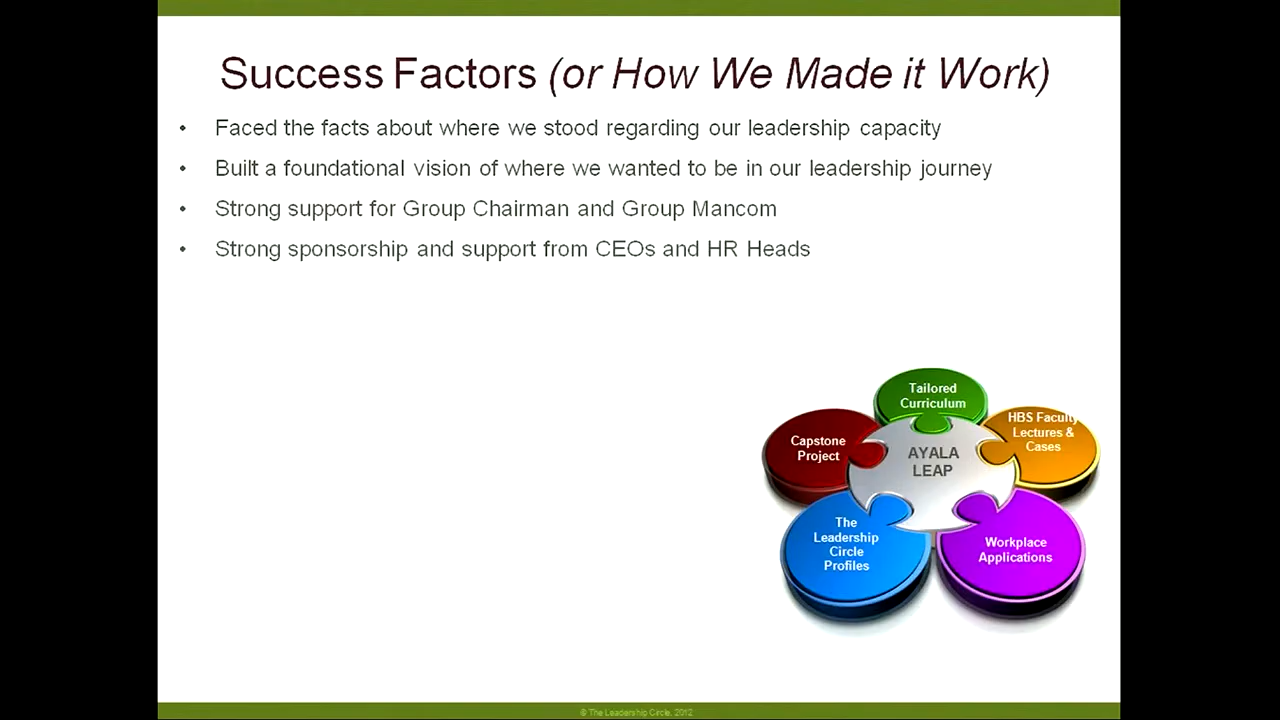 Success Factors (or How We Made it Work)
• Faced the facts about where we stood regarding our leadership capacity
• Built a foundational vision of where we wanted to be in our leadership journey
• Strong support for Group Chairman and Group Mancom
• Strong sponsorship and support from CEOs and HR Heads
Tailored
Curriculum
HBS Faculty
Lectures &
Cases
Capstone
Project
AYALA
LEAP
The
Leadership
Circle
Profiles
Workplace
Applications
© The Leadership Circle, 2012